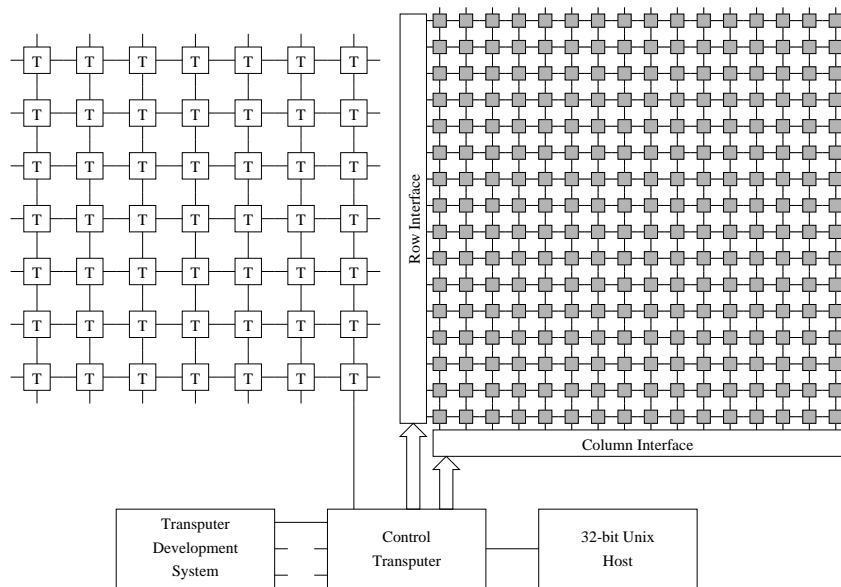 T T T T T T T
T T T T T T T
T T T T T T T
T T T T T T T
T T T T T T T
T T T T T T T
T T T T T T T
Row Interface
Column Interface
Transputer
Development
System
Control
Transputer
32-bit Unix
Host